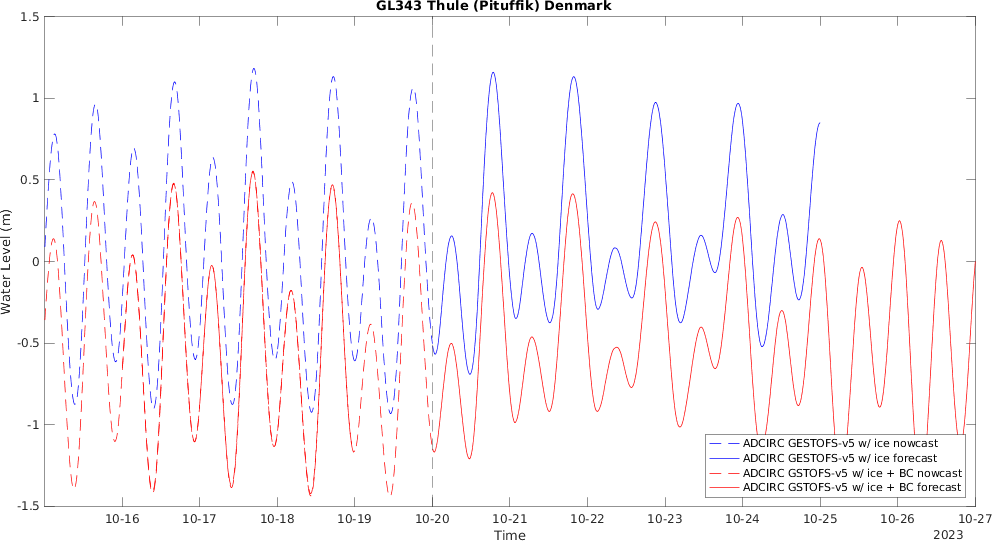 GL343 Thule (Pituffik) Denmark
Water Level (m)
1.5
1
0.5
0
-0.5
-1
-1.5
10-16
10-17
10-18
10-19
10-20
10-21
10-22
10-23
10-24
10-25
10-26
10-27
Time
2023
ADCIRC GESTOFS-v5 w/ ice nowcast
ADCIRC GESTOFS-v5 w/ ice forecast
ADCIRC GSTOFS-v5 w/ ice + BC nowcast
ADCIRC GSTOFS-v5 w/ ice + BC forecast